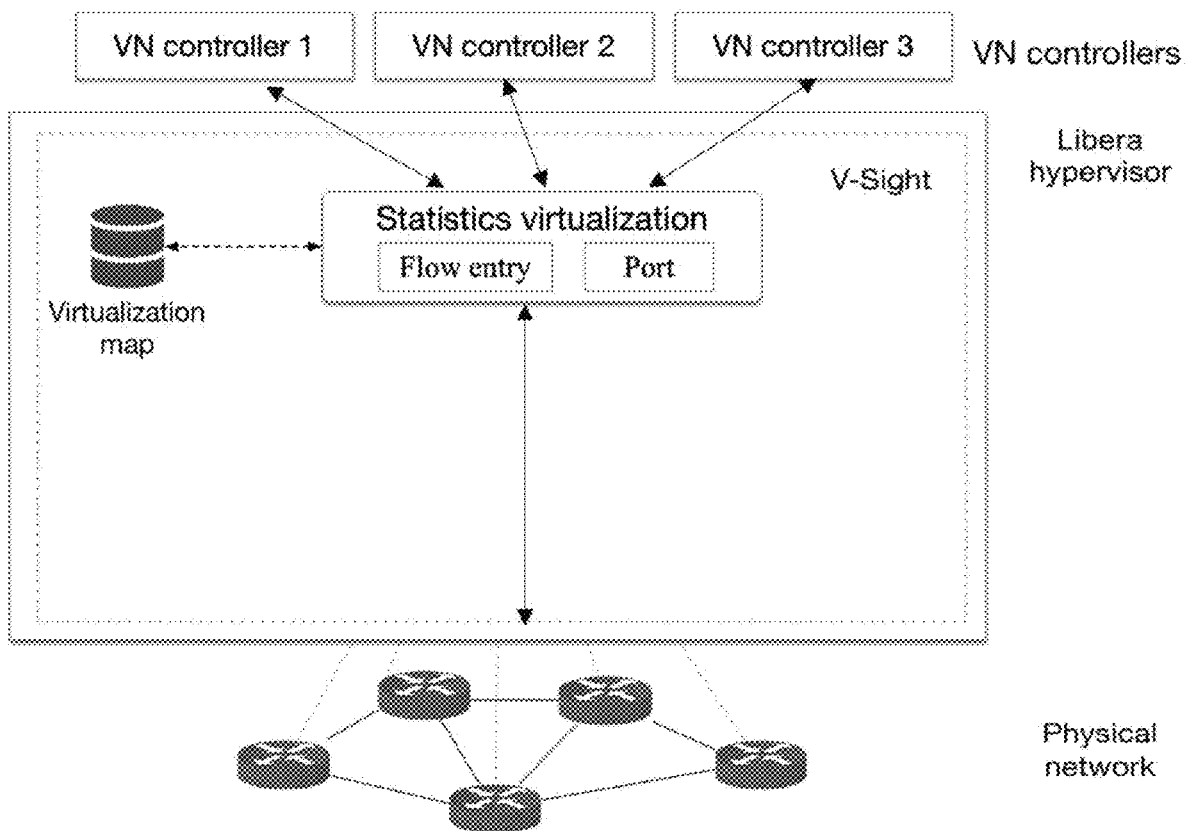 VN controller 1
VN controller 2
VN controller 3
VN controllers
Libera
hypervisor
V-Sight
Statistics virtualization
Flow entry
Port
Virtualization
map
Physical
network